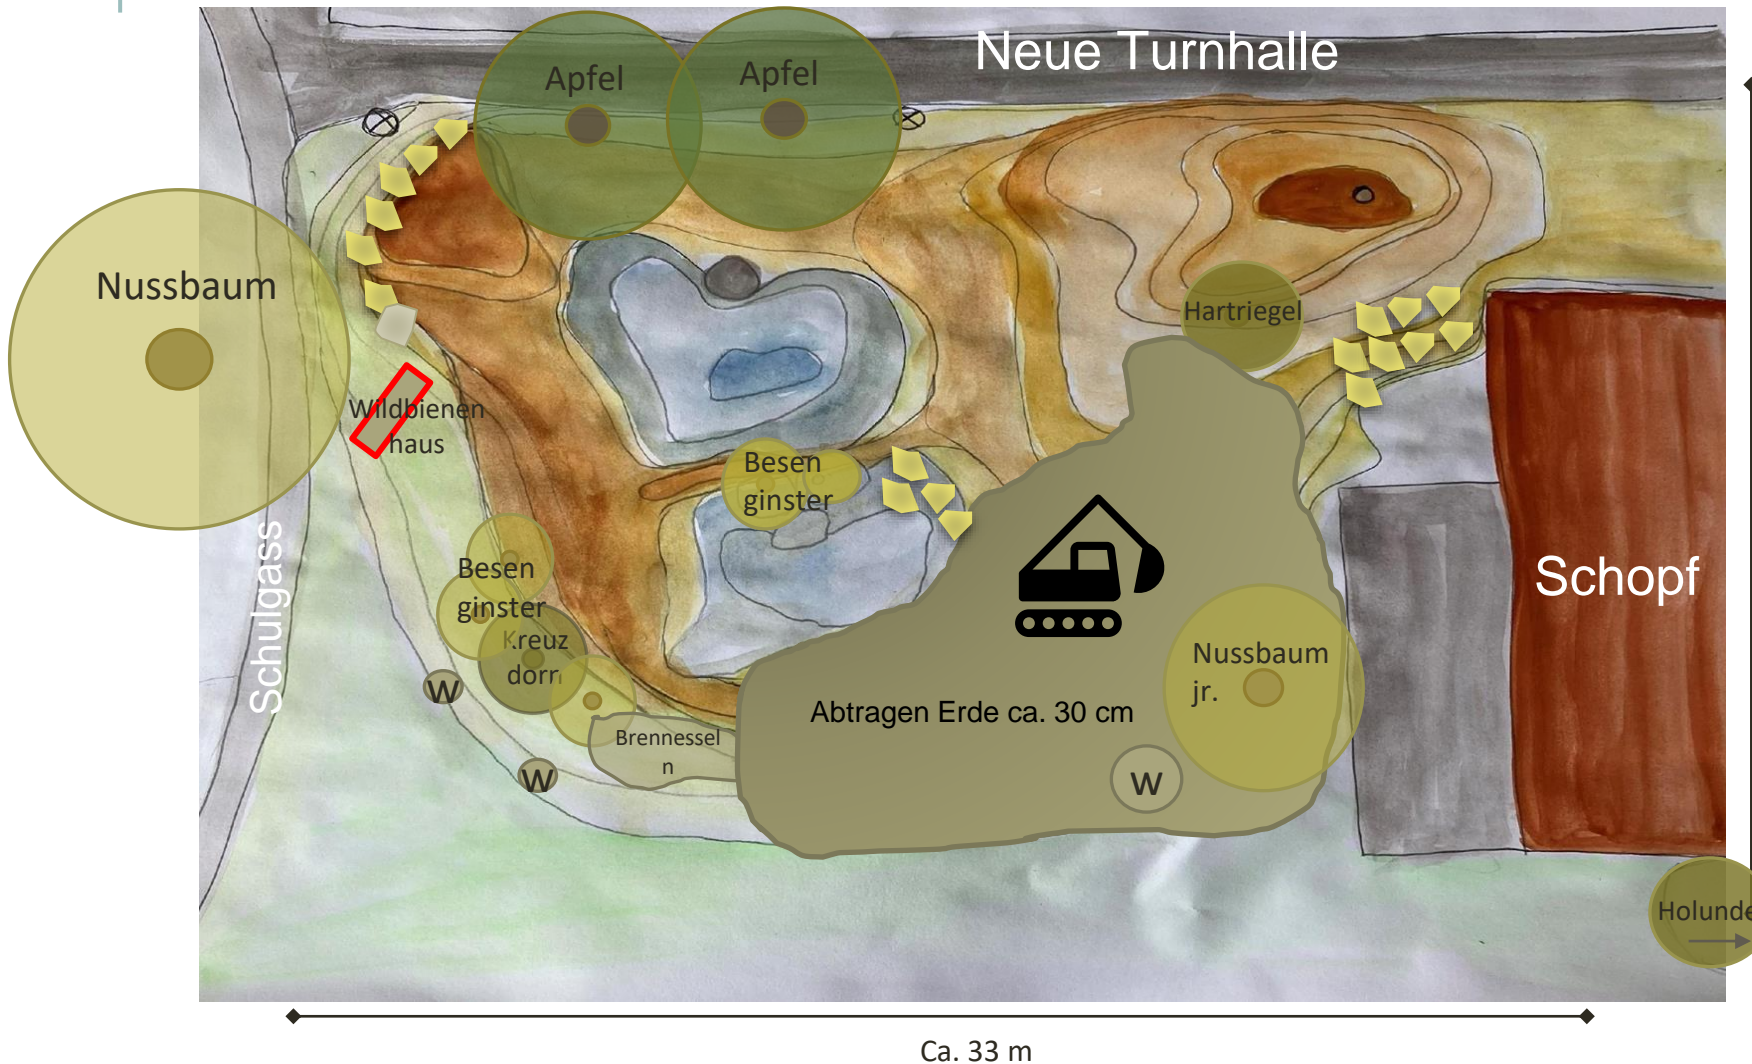 Neue Turnhalle
Apfel
Apfel
Nussbaum
Hartriegel
Wildbienen
haus
Besen
ginster
Schulgass
Besen
ginster
Kreuz
dorn
Schopf
Nussbaum
jr.
W
Abtragen Erde ca. 30 cm
Brennessel
n
W
W
Holunde
Ca. 33 m